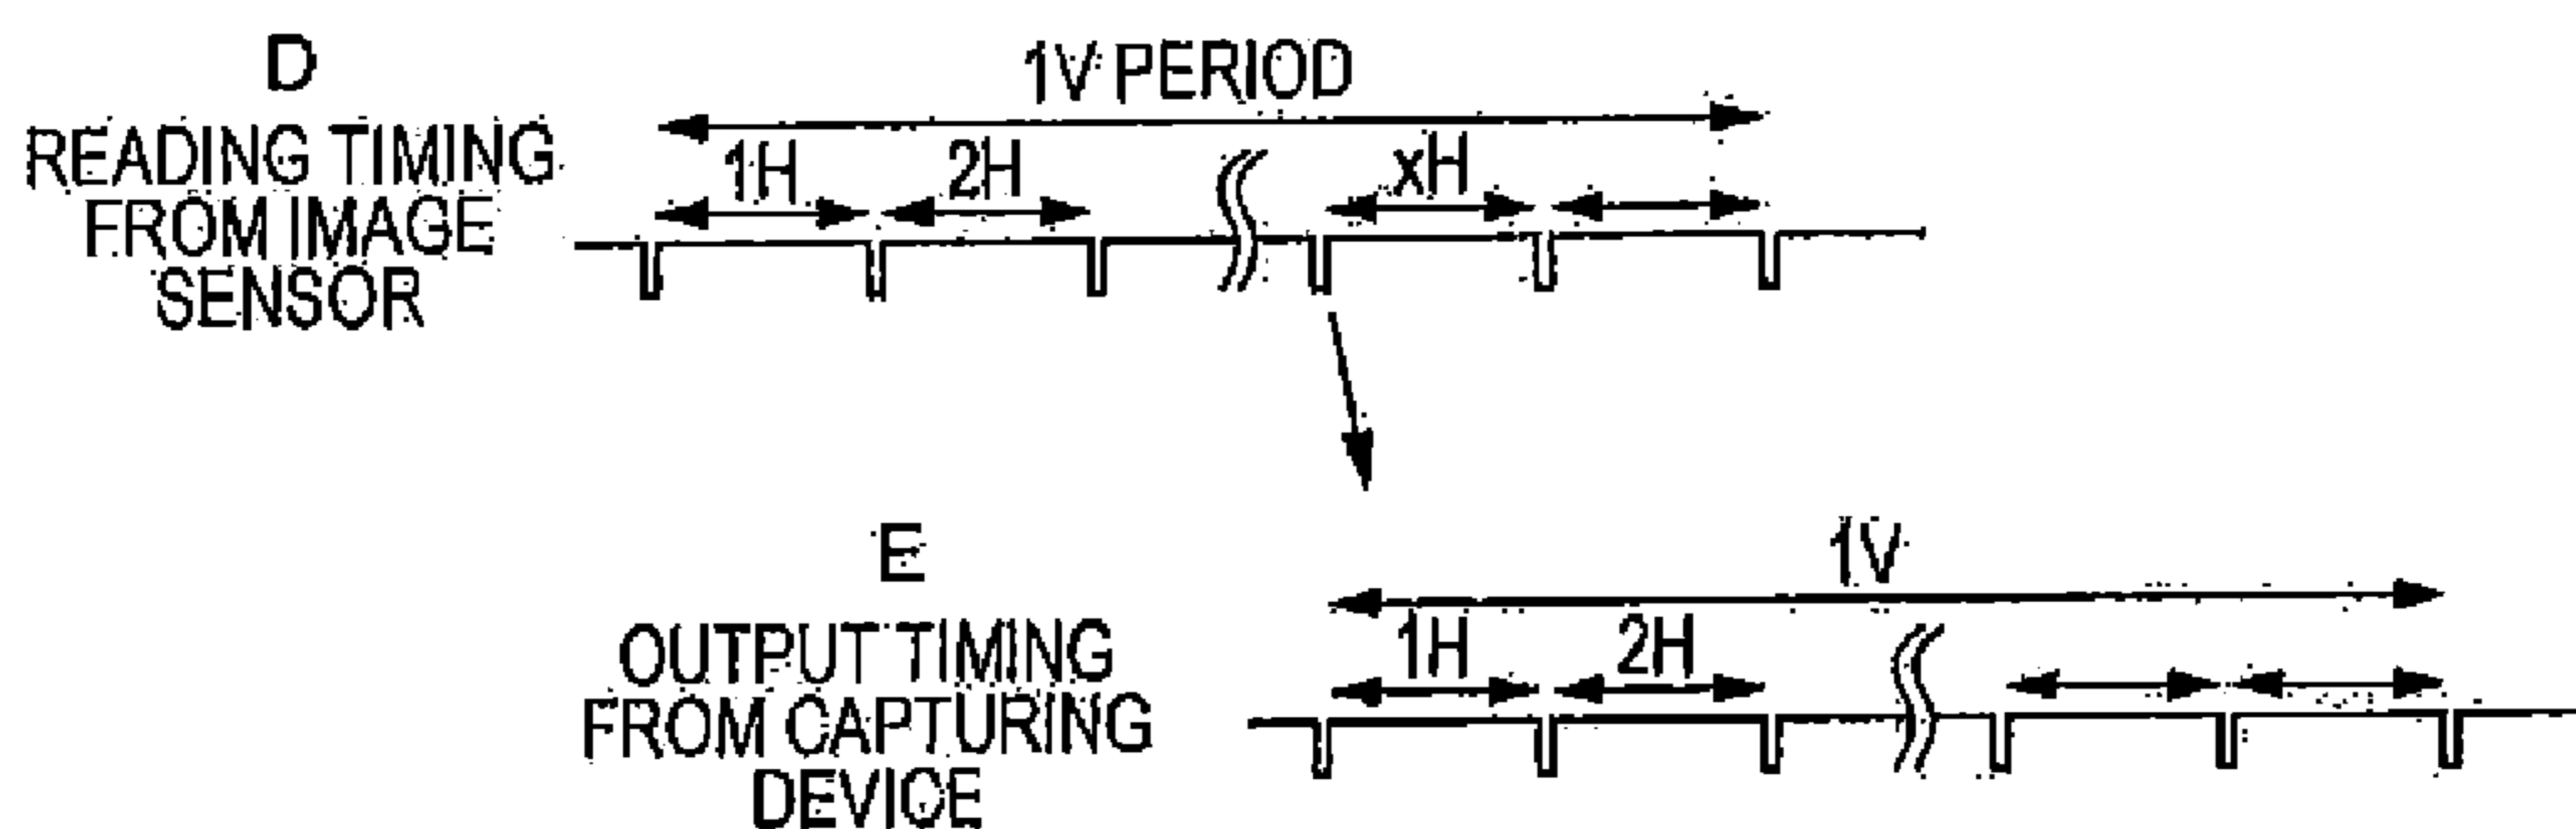 D
1V PERIOD
READING TIMING
FROM IMAGE
SENSOR
1H
2H
xH
E
1V
OUTPUT TIMING
FROM CAPTURING
DEVICE
1H
2H